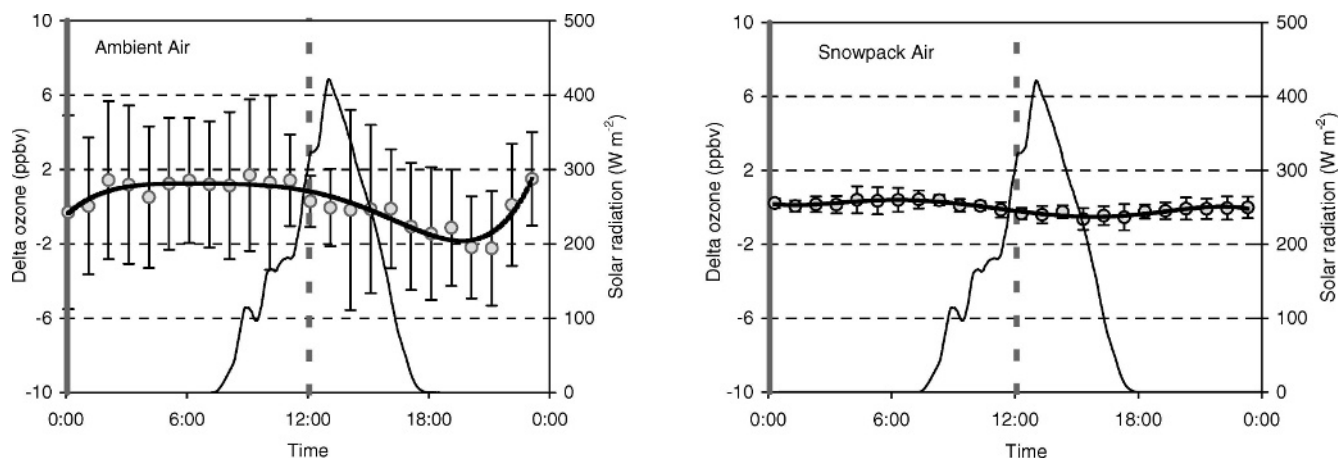 Ambient Air
10
6
2
-2
-6
-10
Delta ozone (ppbv)
500
400
300
200
100
0
Solar radiation (W m-2)
0:00 6:00 12:00 18:00 0:00
Time
Snowpack Air
10
6
2
-2
-6
-10
Delta ozone (ppbv)
500
400
300
200
100
0
Solar radiation (W m-2)
0:00 6:00 12:00 18:00 0:00
Time